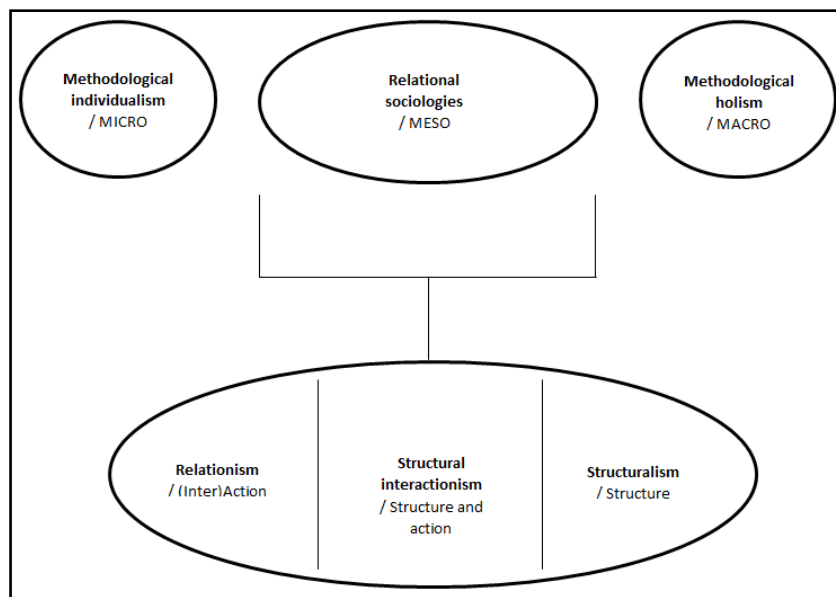 Methodological
individualism
/ MICRO
Relational
sociologies
/ MESO
Methodological
holism
/ MACRO
Relationism
/ (Inter)Action
Structural
interactionism
/ Structure and
action
Structuralism
/ Structure